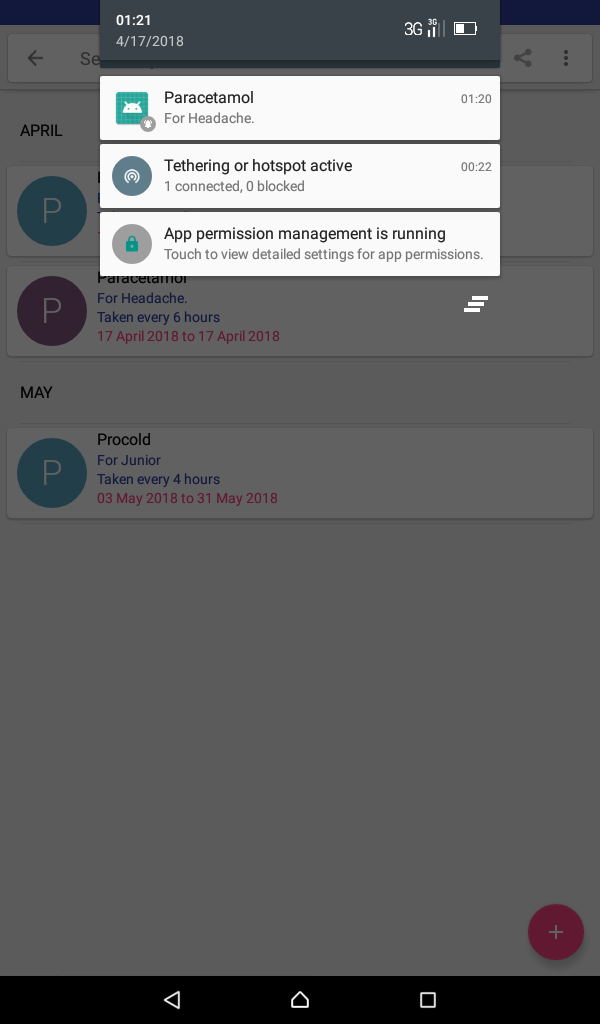 01:21
4/17/2018
3G 3G
Paracetamol 01:20
For Headache.
Tethering or hotspot active 00:22
1 connected, 0 blocked
App permission management is running
Touch to view detailed settings for app permissions.
APRIL
P
P
Paracetamol
For Headache.
Taken every 6 hours
17 April 2018 to 17 April 2018
MAY
P
Procold
For Junior
Taken every 4 hours
03 May 2018 to 31 May 2018